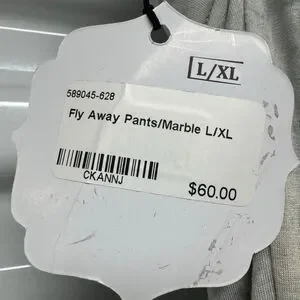 L/XL
589045-628
Fly Away Pants/Marble L/XL
CKANNJ
$60.00